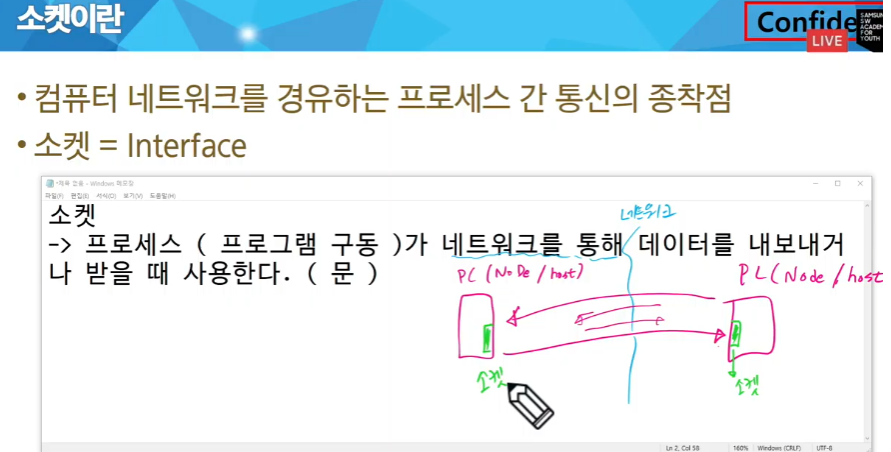 소켓이란
Confide
LIVE
SAMSUN
SW
ACADEM
FOR
YOUTH
• 컴퓨터 네트워크를 경유하는 프로세스 간 통신의 종착점
• 소켓 = Interface
*제목 없음 - Windows 메모장
파일(F) 편집(E) 서식(O) 보기(V) 도움말(H)
소켓
네트워크
-> 프로세스 ( 프로그램 구동 )가 네트워크를 통해 데이터를 내보내거
나 받을 때 사용한다. ( 문 )
PC (NoDe / host)
PC (Node / host
소켓
소켓
Ln 2, Col 58
160%
Windows (CRLF)
UTF-8